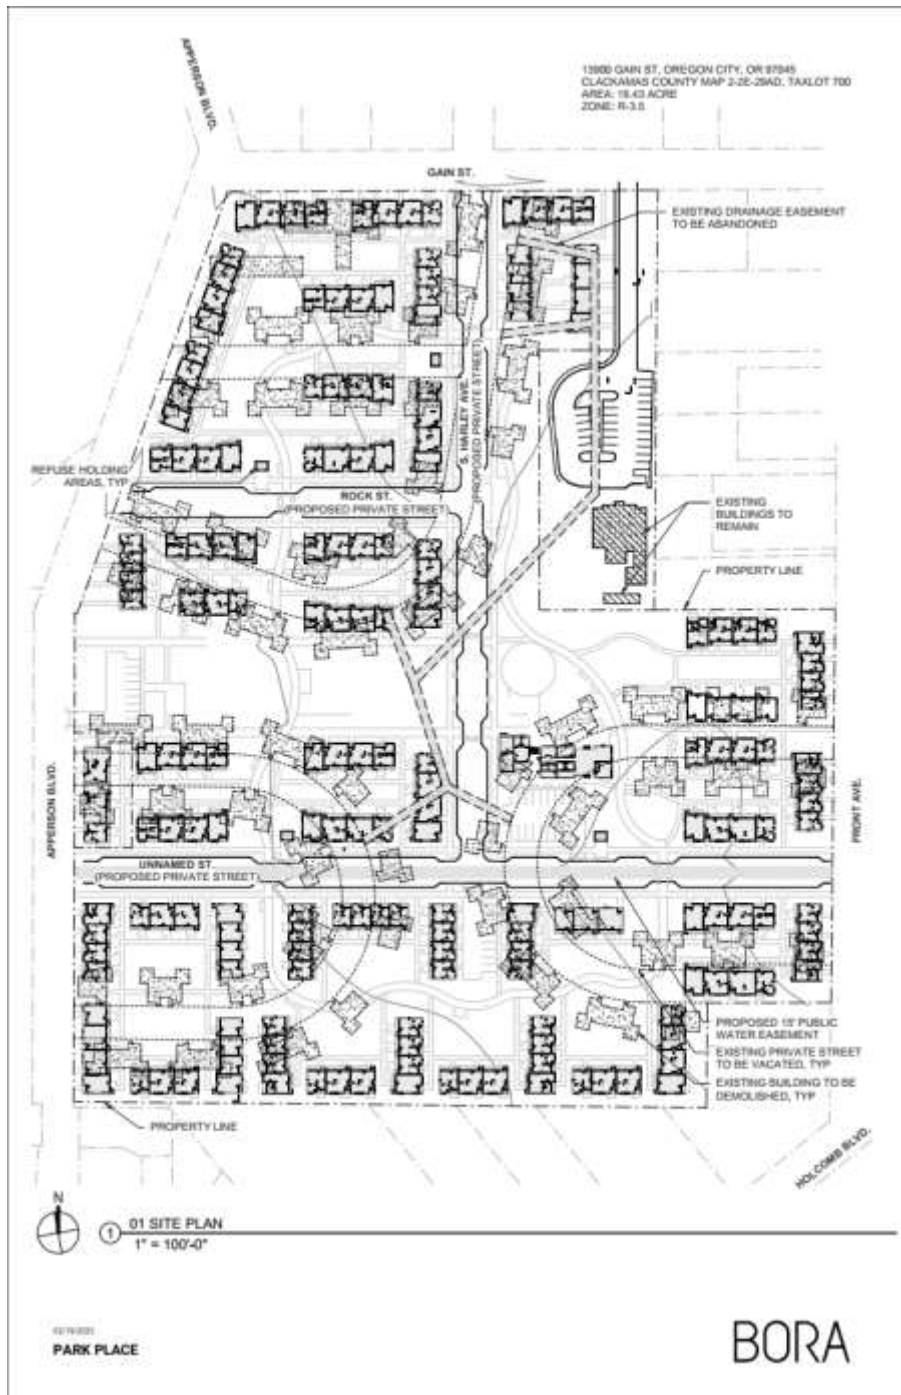 APPERSON BLVD.
13900 GAIN ST, OREGON CITY, OR 97045
CLACKAMAS COUNTY MAP 2-2E-29AD, TAXLOT 700
ZONE: R-3.5
GAIN ST.
EXISTING DRAINAGE EASEMENT
TO BE ABANDONED
S. HARLEY AVE.
(PROPOSED PRIVATE STREET)
REFUSE HOLDING
AREAS, TYP
ROCK ST.
(PROPOSED PRIVATE STREET)
EXISTING
BUILDINGS TO
REMAIN
PROPERTY LINE
APPERSON BLVD.
FRONT AVE.
UNNAMED ST.
(PROPOSED PRIVATE STREET)
PROPOSED 15' PUBLIC
WATER EASEMENT
EXISTING PRIVATE STREET
TO BE VACATED, TYP
EXISTING BUILDING TO BE
DEMOLISHED, TYP
PROPERTY LINE
HOLCOMB BLVD.
N
1
01 SITE PLAN
1" = 100'-0"
PARK PLACE
BORA